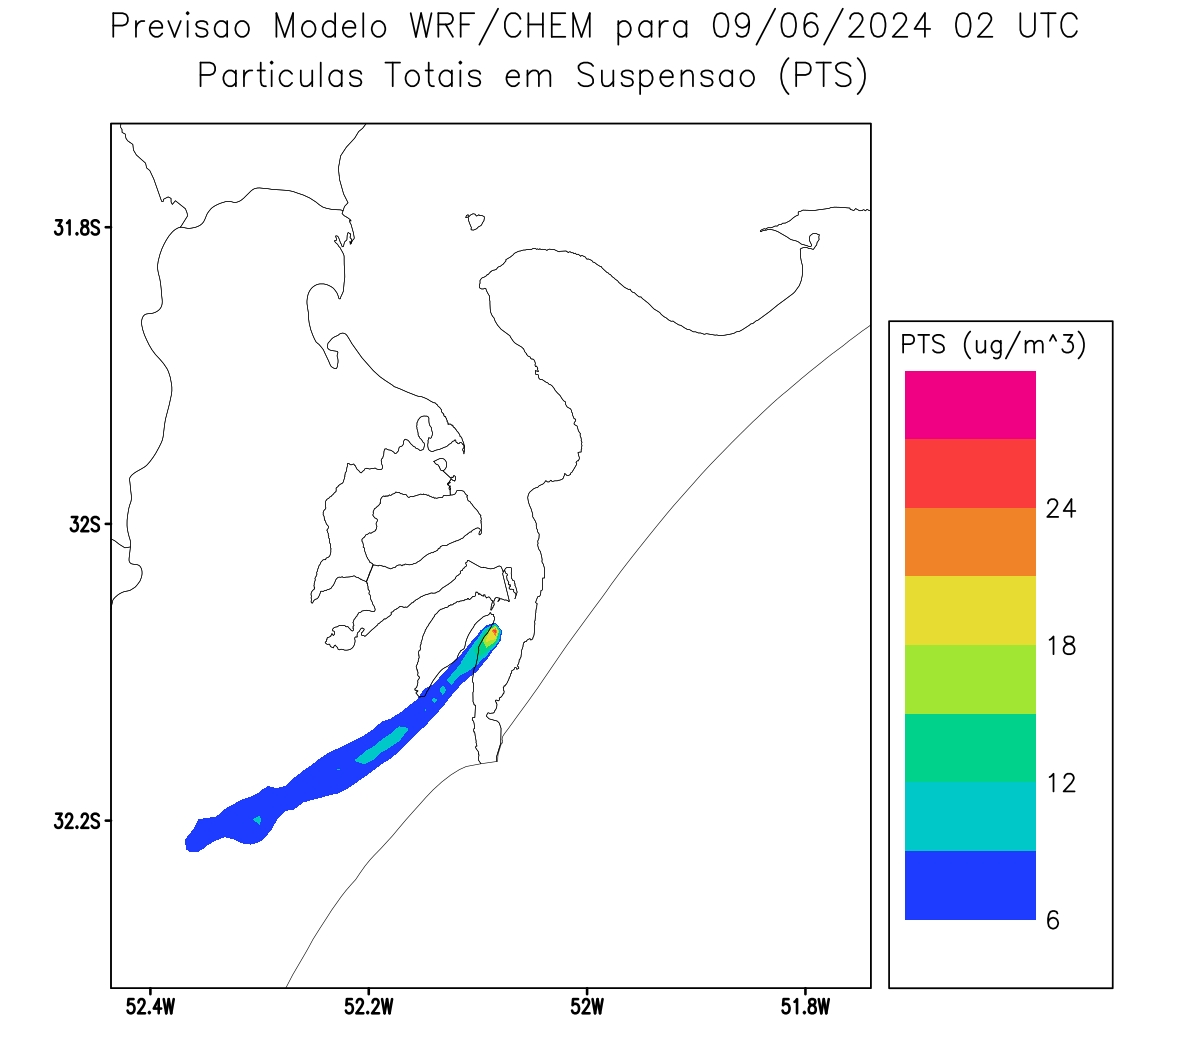 Previsao Modelo WRF/CHEM para 09/06/2024 02 UTC
Particulas Totais em Suspensao (PTS)
31.8S
32S
32.2S
52.4W
52.2W
52W
51.8W
PTS (ug/m^3)
24
18
12
6